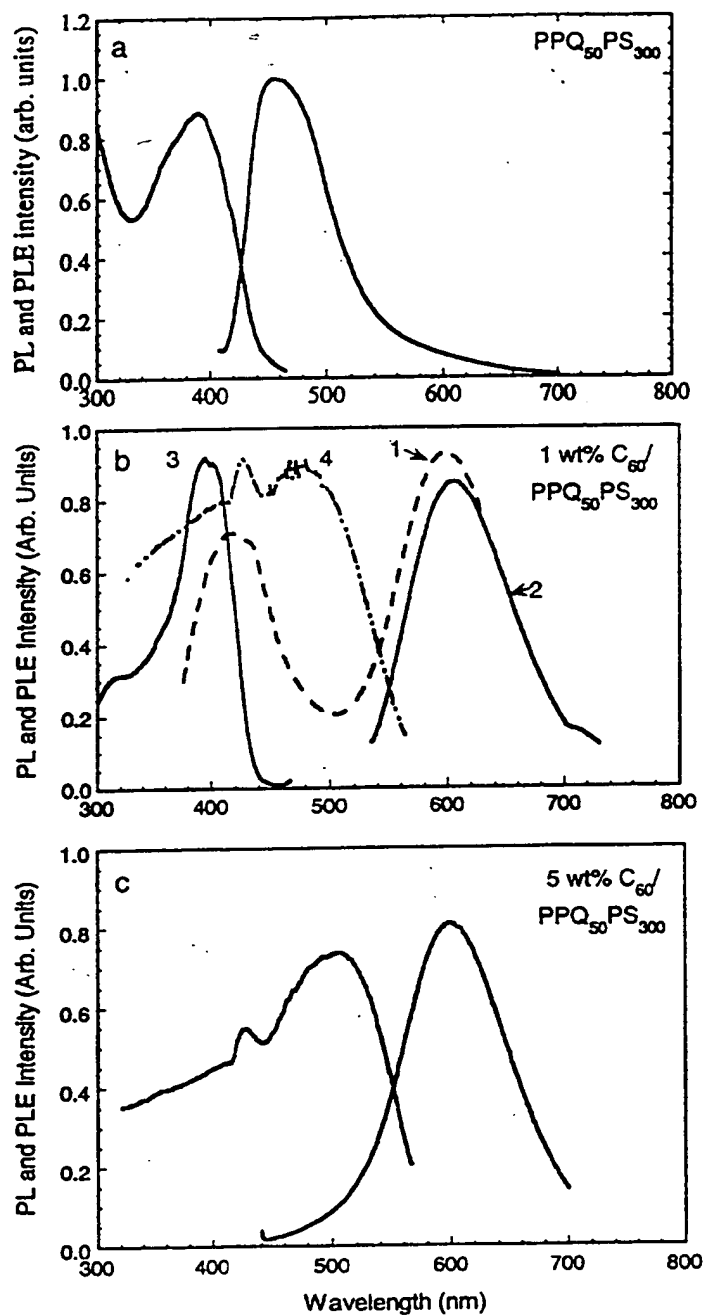 a
PPQ₅₀PS₃₀₀
PL and PLE intensity (arb. units)
1.2
1.0
0.8
0.6
0.4
0.2
0.0
300 400 500 600 700 800
b
3
4
1
2
1 wt% C₆₀/
PPQ₅₀PS₃₀₀
PL and PLE Intensity (Arb. Units)
1.0
0.8
0.6
0.4
0.2
0.0
300 400 500 600 700 800
c
5 wt% C₆₀/
PPQ₅₀PS₃₀₀
PL and PLE Intensity (Arb. Units)
1.0
0.8
0.6
0.4
0.2
0.0
300 400 500 600 700 800
Wavelength (nm)